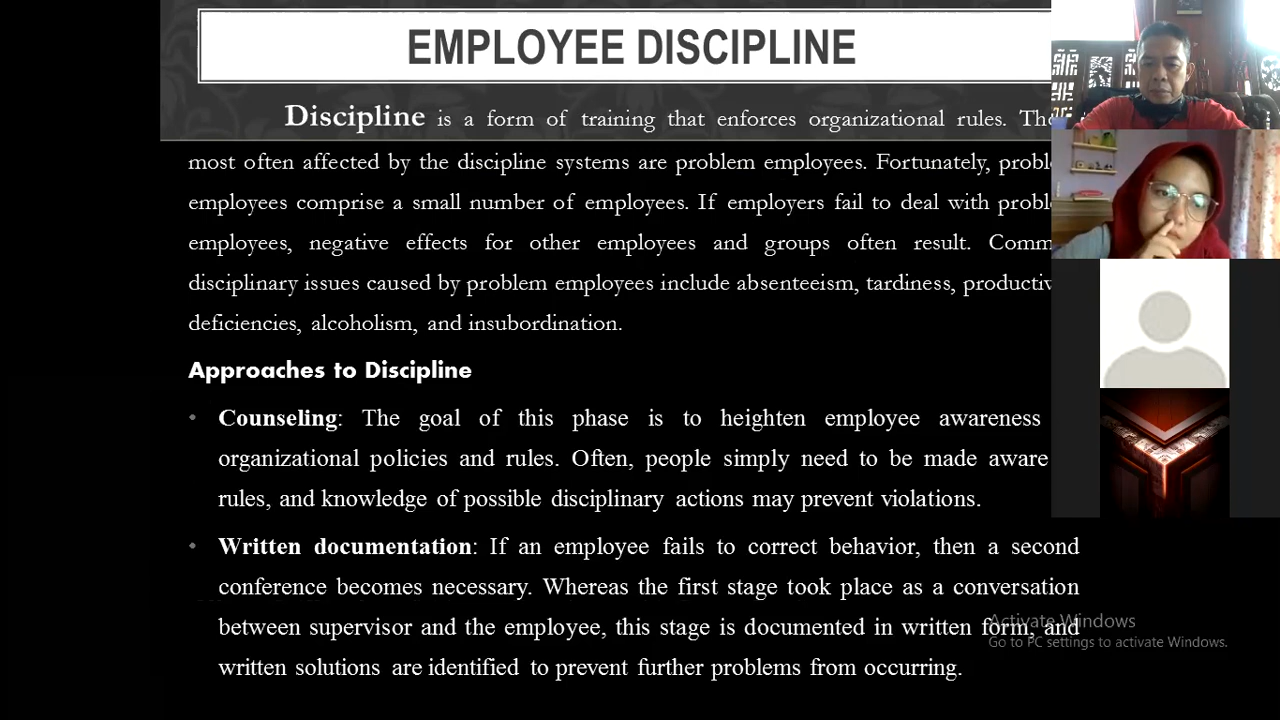 EMPLOYEE DISCIPLINE
Discipline is a form of training that enforces organizational rules.
most often affected by the discipline systems are problem employees. Fortunately,
employees comprise a small number of employees. If employers fail to deal with
employees, negative effects for other employees and groups often result.
disciplinary issues caused by problem employees include absenteeism, tardiness,
deficiencies, alcoholism, and insubordination.
Approaches to Discipline
• Counseling: The goal of this phase is to heighten employee awareness
organizational policies and rules. Often, people simply need to be made aware
rules, and knowledge of possible disciplinary actions may prevent violations.
• Written documentation: If an employee fails to correct behavior, then a second
conference becomes necessary. Whereas the first stage took place as a conversation
between supervisor and the employee, this stage is documented in written form, and
written solutions are identified to prevent further problems from occurring.
Activate Windows
Go to PC settings to activate Windows.